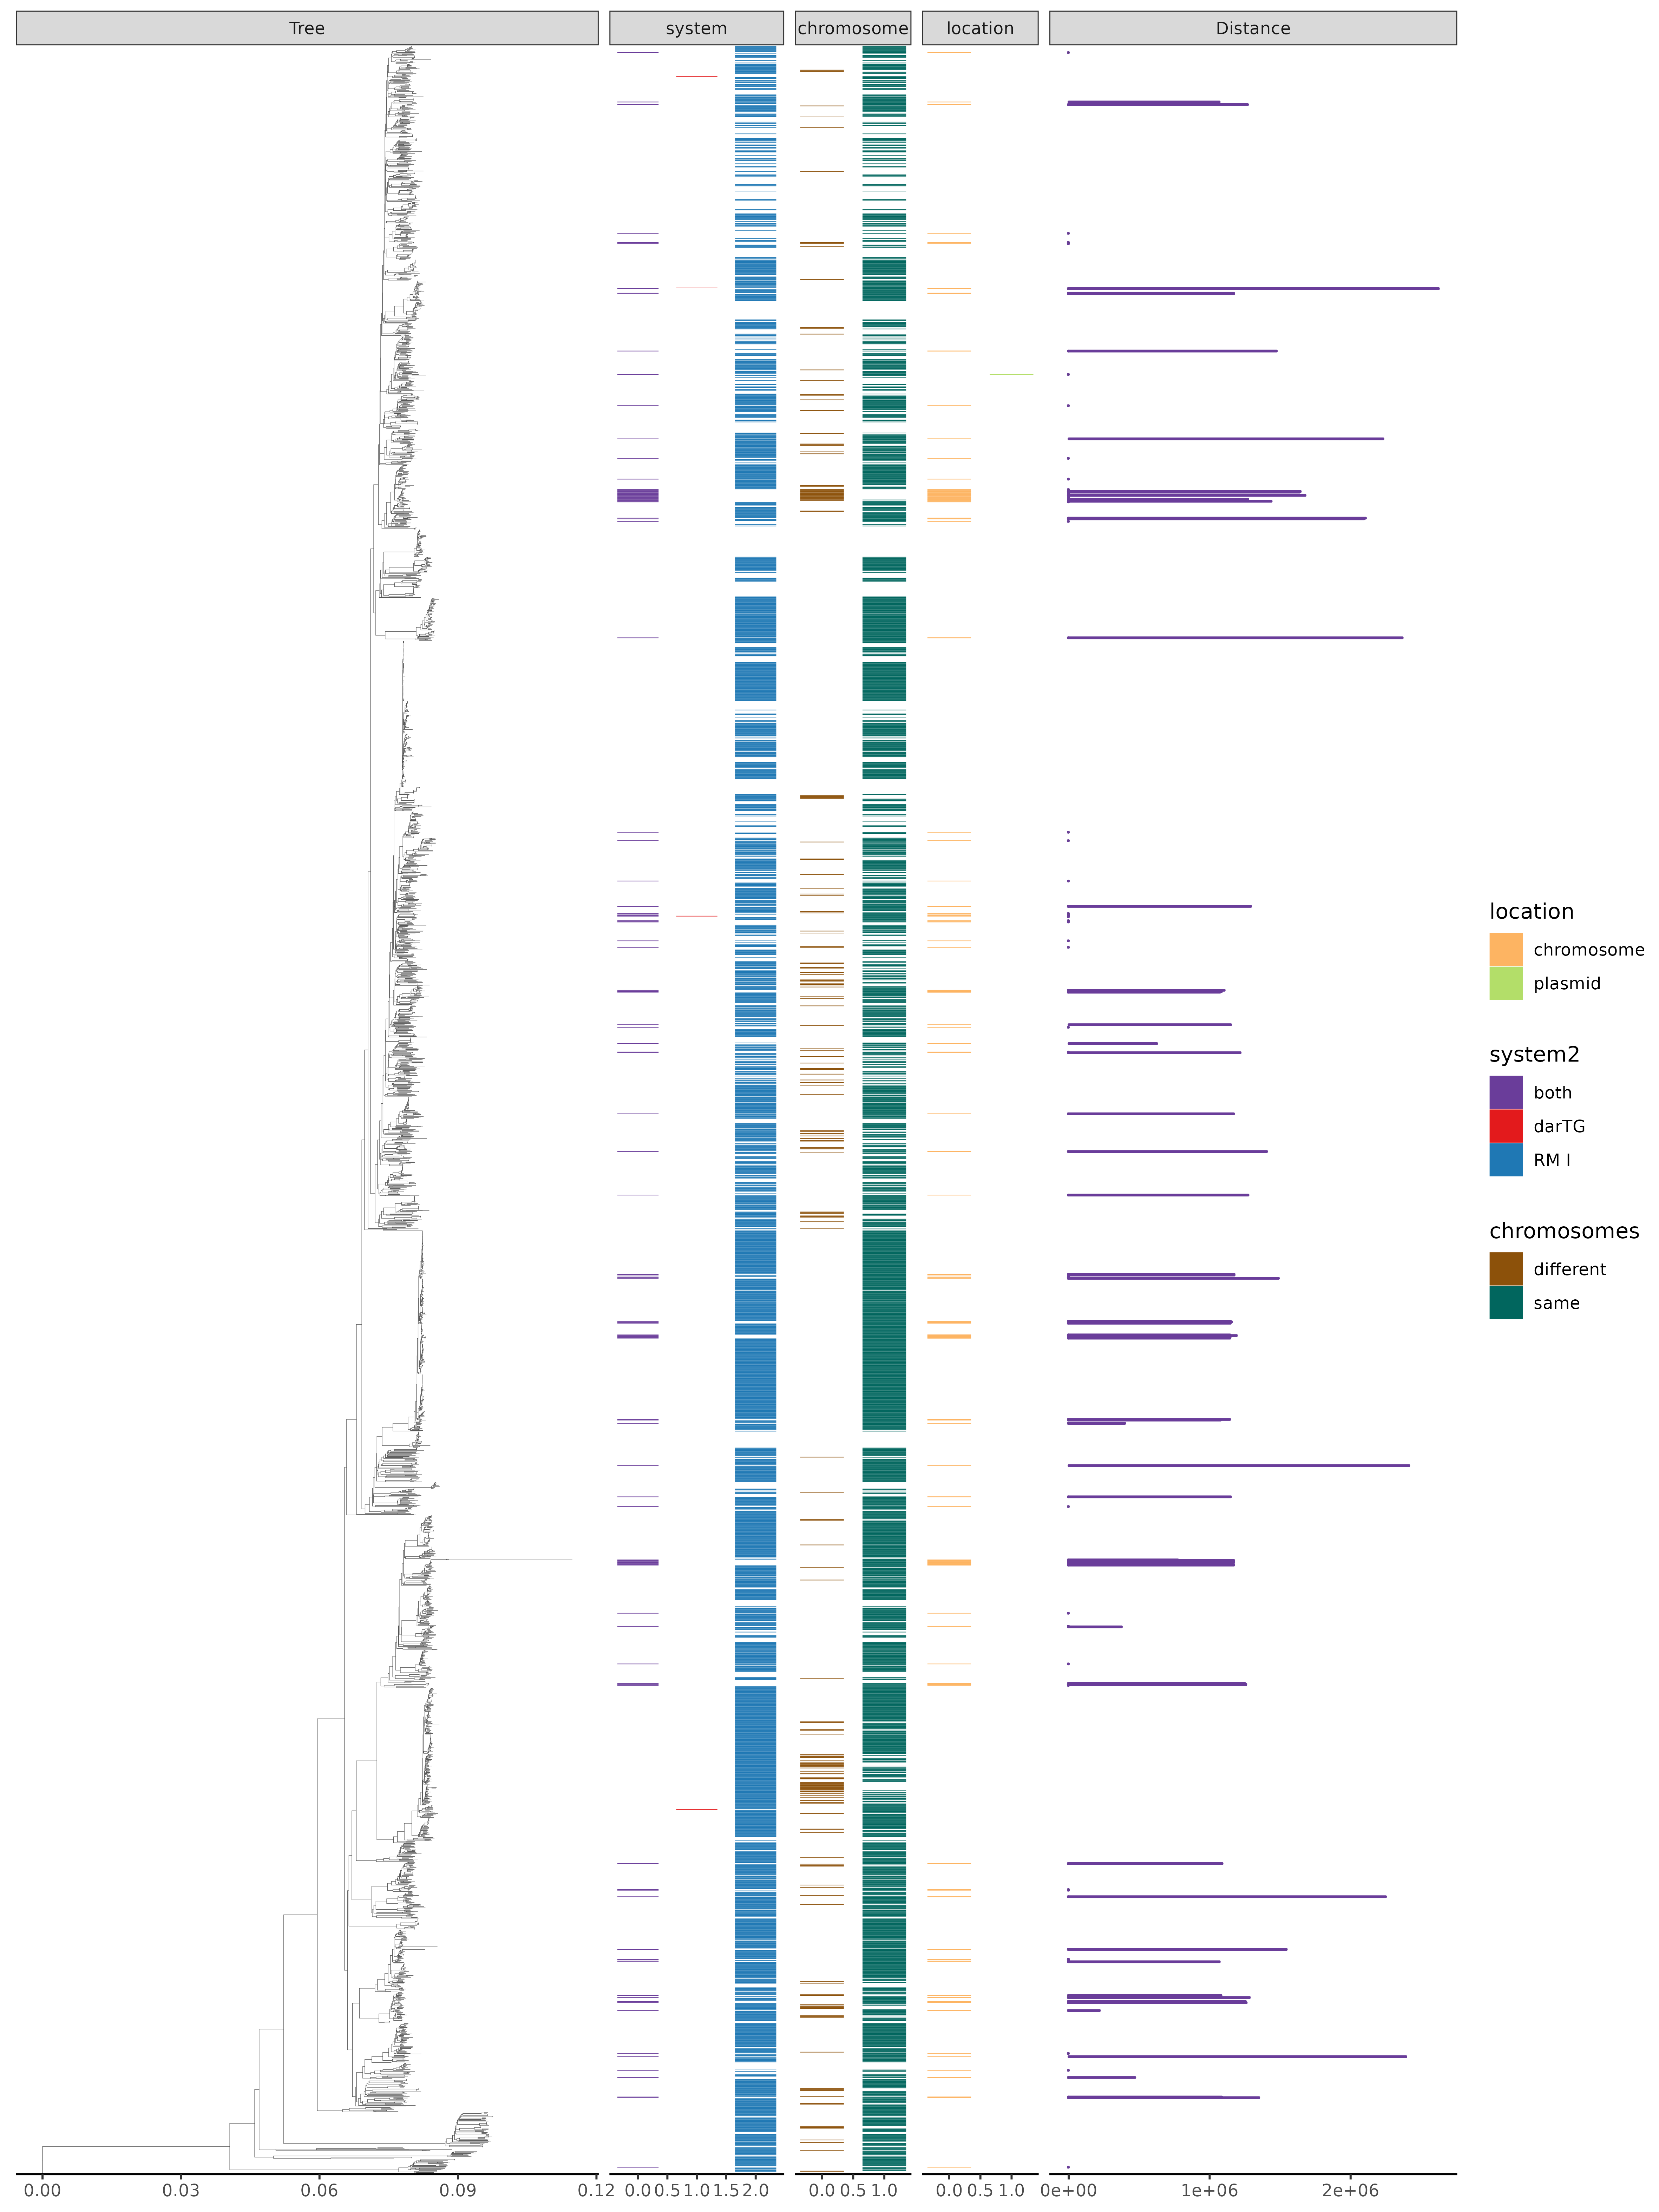 Tree system chromosome location Distance
location
chromosome
plasmid
system2
both
darTG
RM I
chromosomes
different
same
0.00 0.03 0.06 0.09 0.12 0.0 0.5 1.0 1.5 2.0 0.0 0.5 1.0 0.0 0.5 1.0 0e+00 1e+06 2e+06